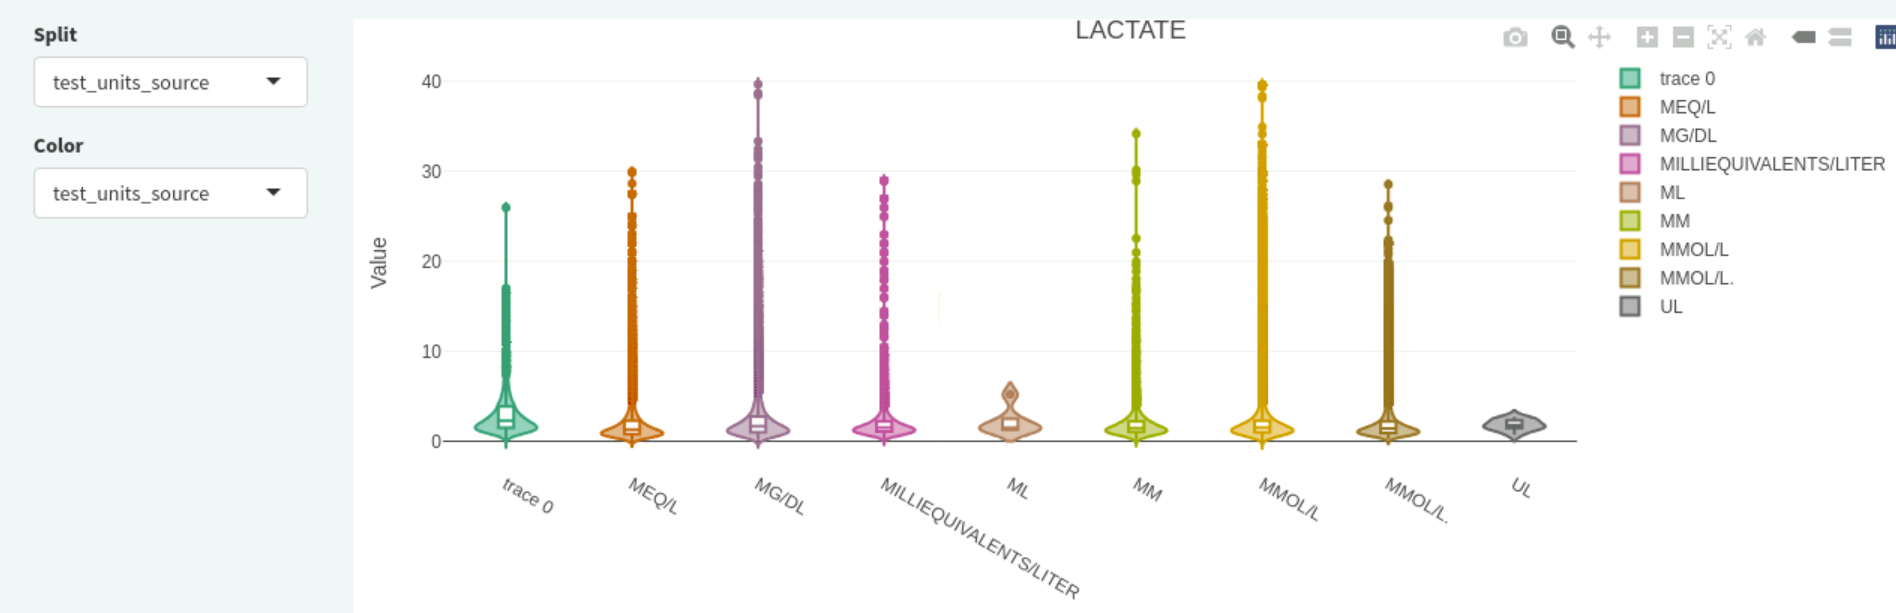 Split
test_units_source
Color
test_units_source
LACTATE
Value
40
30
20
10
0
trace 0
MEQ/L
MG/DL
MILLIEQUIVALENTS/LITER
ML
MM
MMOL/L
MMOL/L.
UL
trace 0
MEQ/L
MG/DL
MILLIEQUIVALENTS/LITER
ML
MM
MMOL/L
MMOL/L.
UL